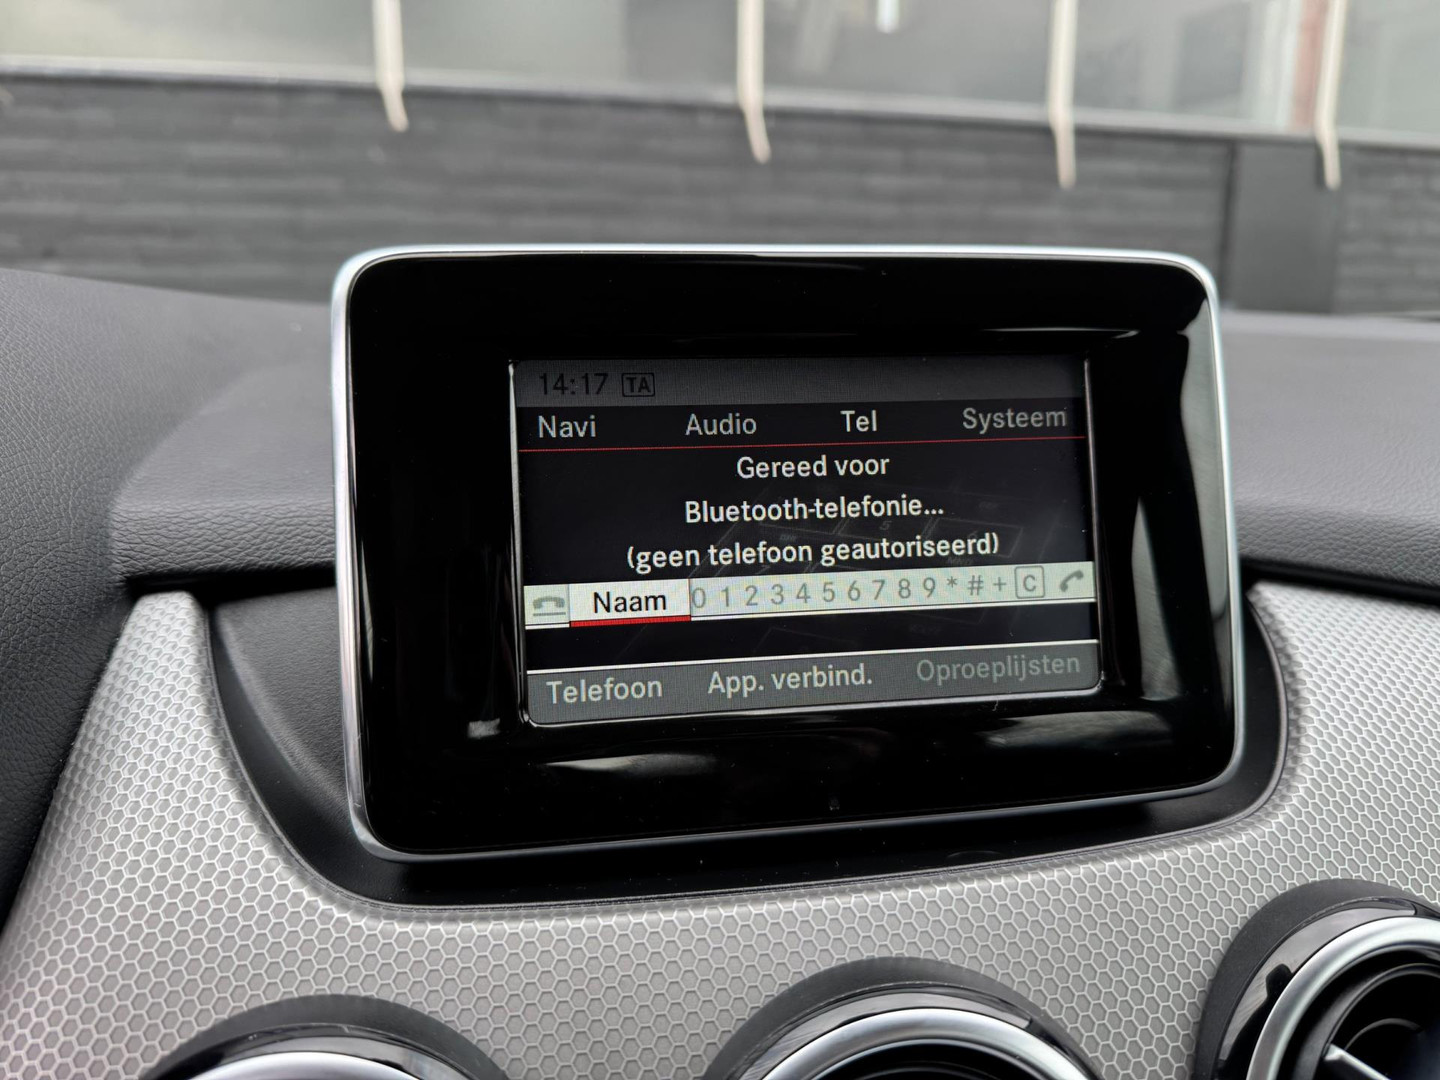 14:17 TA
Navi Audio Tel Systeem
Gereed voor
Bluetooth-telefonie...
(geen telefoon geautoriseerd)
Naam 0 1 2 3 4 5 6 7 8 9 * # + C
Telefoon App. verbind. Oproeplijsten